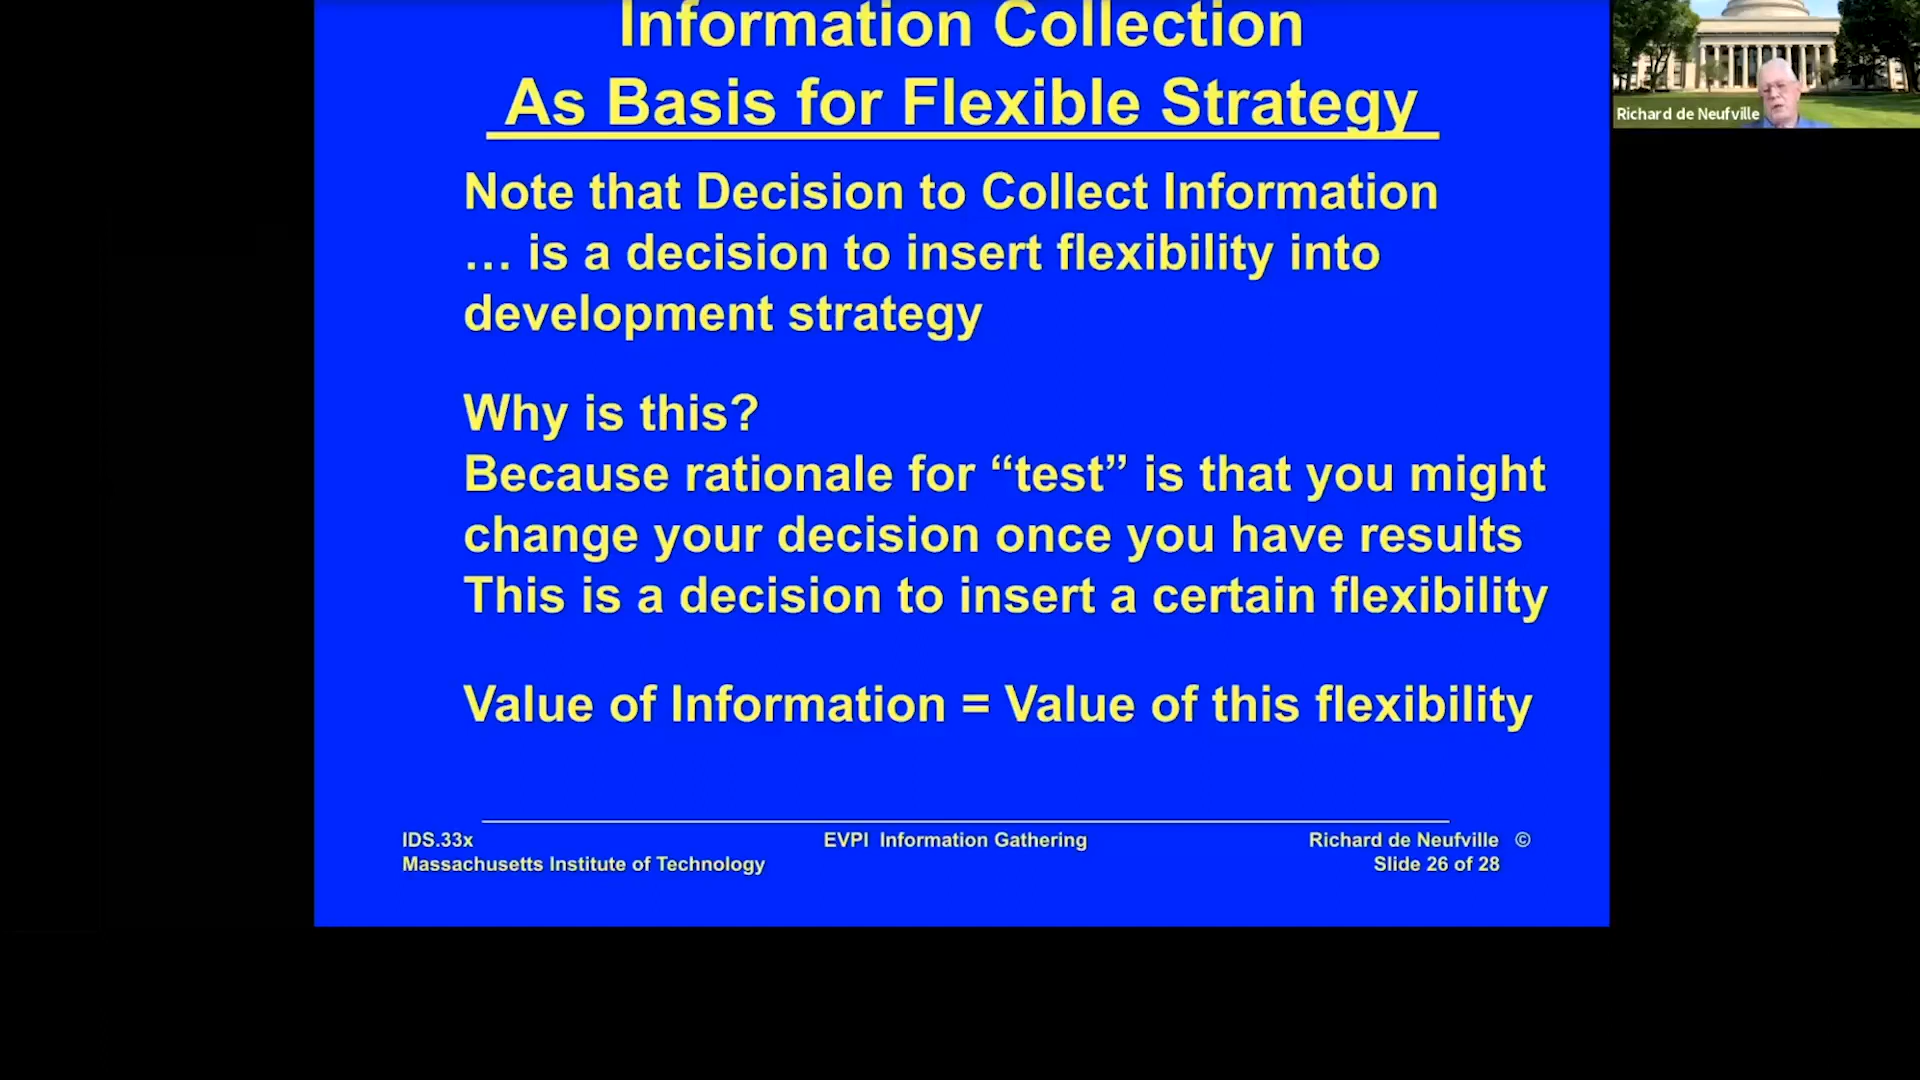 Information Collection
As Basis for Flexible Strategy
Note that Decision to Collect Information
… is a decision to insert flexibility into
development strategy
Why is this?
Because rationale for “test” is that you might
change your decision once you have results
This is a decision to insert a certain flexibility
Value of Information = Value of this flexibility
IDS.33x
Massachusetts Institute of Technology
EVPI Information Gathering
Richard de Neufville ©
Slide 26 of 28
Richard de Neufville